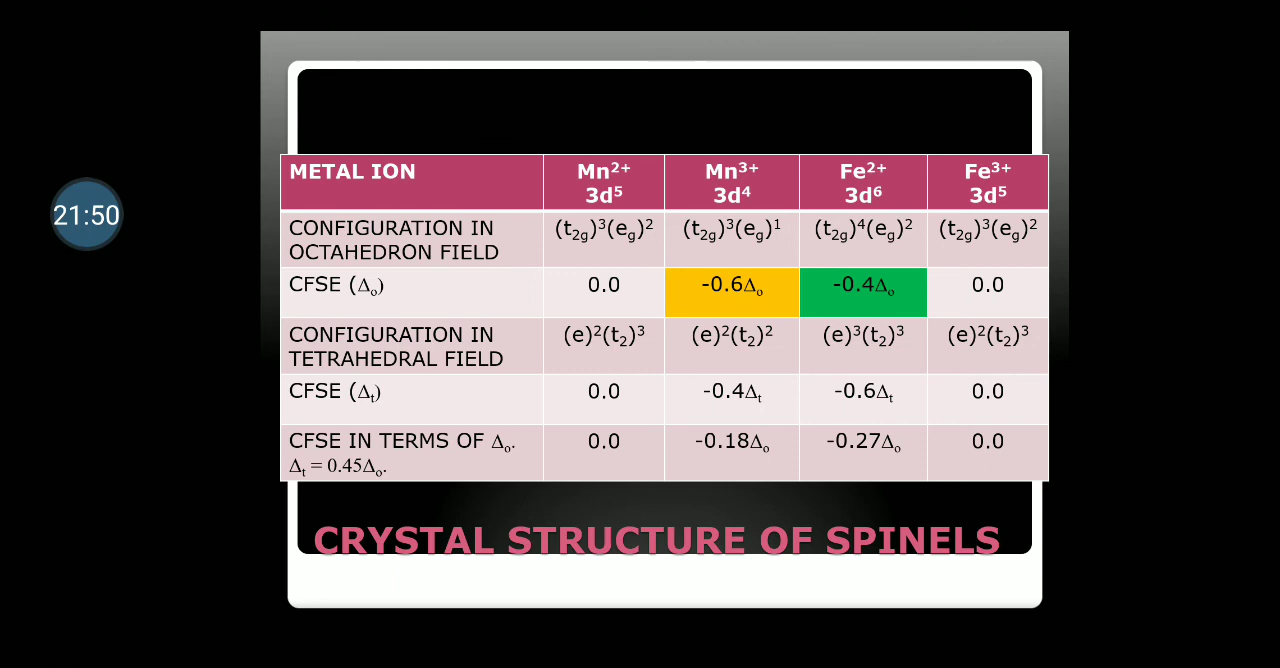 21:50
METAL ION Mn²⁺ Mn³⁺ Fe²⁺ Fe³⁺
3d⁵ 3d⁴ 3d⁶ 3d⁵
CONFIGURATION IN (t₂g)³(eg)² (t₂g)³(eg)¹ (t₂g)⁴(eg)² (t₂g)³(eg)²
OCTAHEDRON FIELD
CFSE (Δₒ) 0.0 -0.6Δₒ -0.4Δₒ 0.0
CONFIGURATION IN (e)²(t₂)³ (e)²(t₂)² (e)³(t₂)³ (e)²(t₂)³
TETRAHEDRAL FIELD
CFSE (Δₜ) 0.0 -0.4Δₜ -0.6Δₜ 0.0
CFSE IN TERMS OF Δₒ. 0.0 -0.18Δₒ -0.27Δₒ 0.0
Δₜ = 0.45Δₒ.
CRYSTAL STRUCTURE OF SPINELS